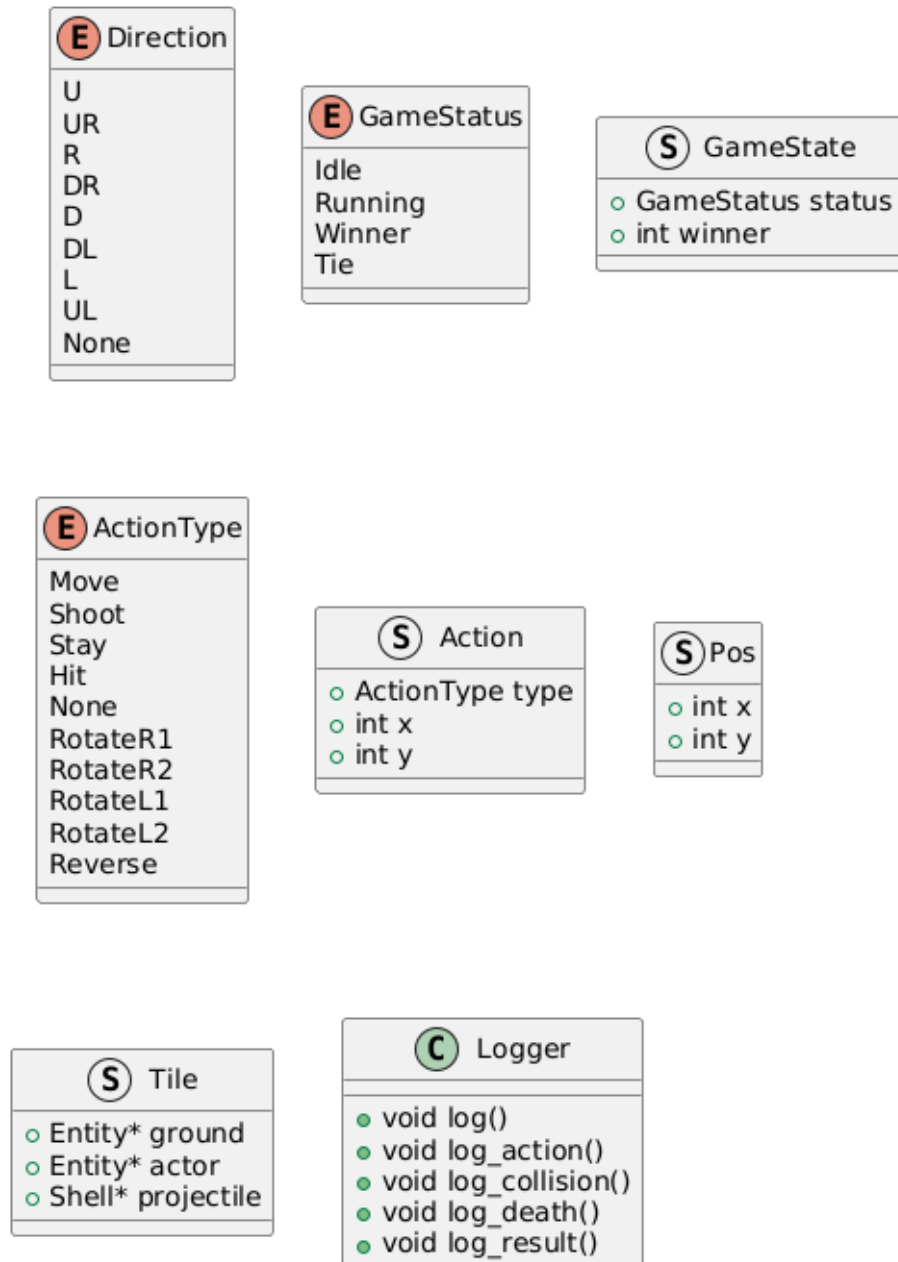 E Direction
U
UR
R
DR
D
DL
L
UL
None
E GameStatus
Idle
Running
Winner
Tie
S GameState
GameStatus status
int winner
E ActionType
Move
Shoot
Stay
Hit
None
RotateR1
RotateR2
RotateL1
RotateL2
Reverse
S Action
ActionType type
int x
int y
S Pos
int x
int y
S Tile
Entity* ground
Entity* actor
Shell* projectile
C Logger
void log()
void log_action()
void log_collision()
void log_death()
void log_result()